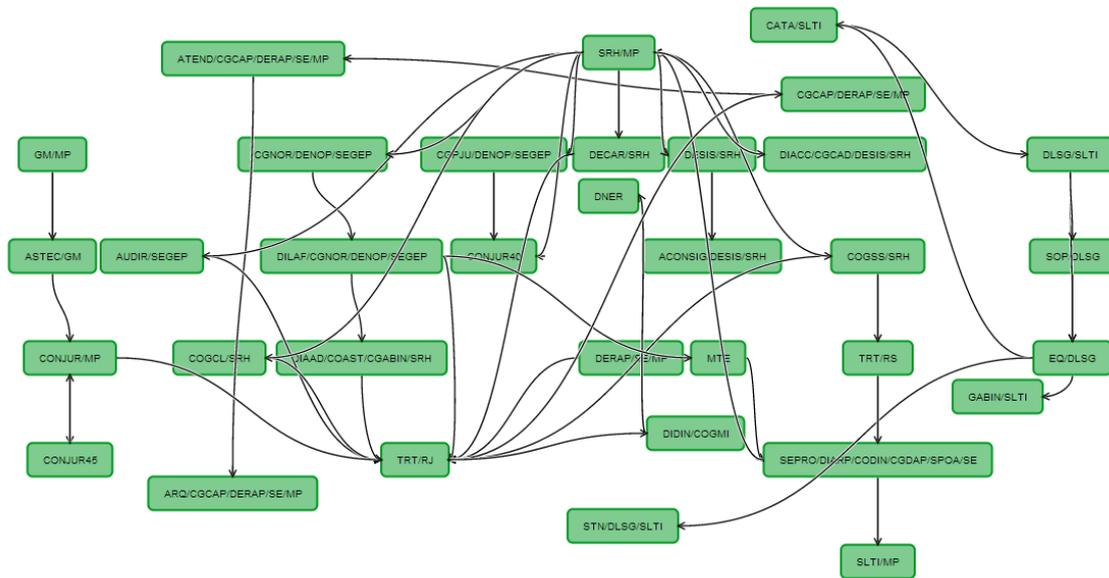 CATA/SLTI
ATEND/CGCAP/DERAP/SE/MP
SRH/MP
CGCAP/DERAP/SE/MP
GM/MP
CGNOR/DENOP/SEGEP
CGPJU/DENOP/SEGEP
DECAR/SRH
DESIS/SRH
DIACC/CGCAD/DESIS/SRH
DLSG/SLTI
DNER
ASTEC/GM
AUDIR/SEGEP
DILAF/CGNOR/DENOP/SEGEP
CONJUR40
ACONSIG/DESIS/SRH
COGSS/SRH
SOP/DLSG
CONJUR/MP
COGCL/SRH
DIAAD/COAST/CGABIN/SRH
DERAP/SE/MP
MTE
TRT/RS
EQ/DLSG
GABIN/SLTI
DIDIN/COGMI
CONJUR45
TRT/RJ
SEPRO/DIARP/CODIN/CGDAP/SPOA/SE
ARQ/CGCAP/DERAP/SE/MP
STN/DLSG/SLTI
SLTI/MP